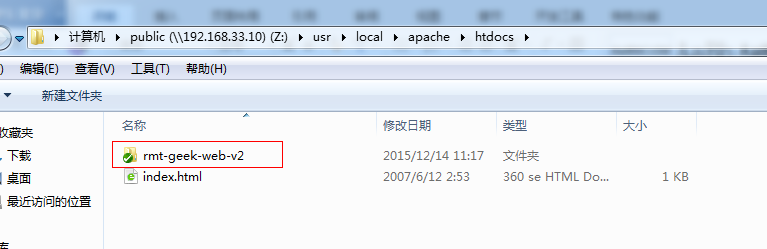 计算机 public (\\192.168.33.10) (Z:) usr local apache htdocs
) 编辑(E) 查看(V) 工具(T) 帮助(H)
新建文件夹
收藏夹
下载
桌面
最近访问的位置
库
名称 修改日期 类型 大小
rmt-geek-web-v2 2015/12/14 11:17 文件夹
index.html 2007/6/12 2:53 360 se HTML Do... 1 KB